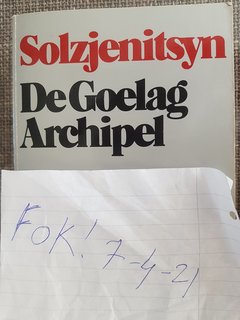 Solzjenitsyn
De Goelag
Archipel
FOK! 7-4-21